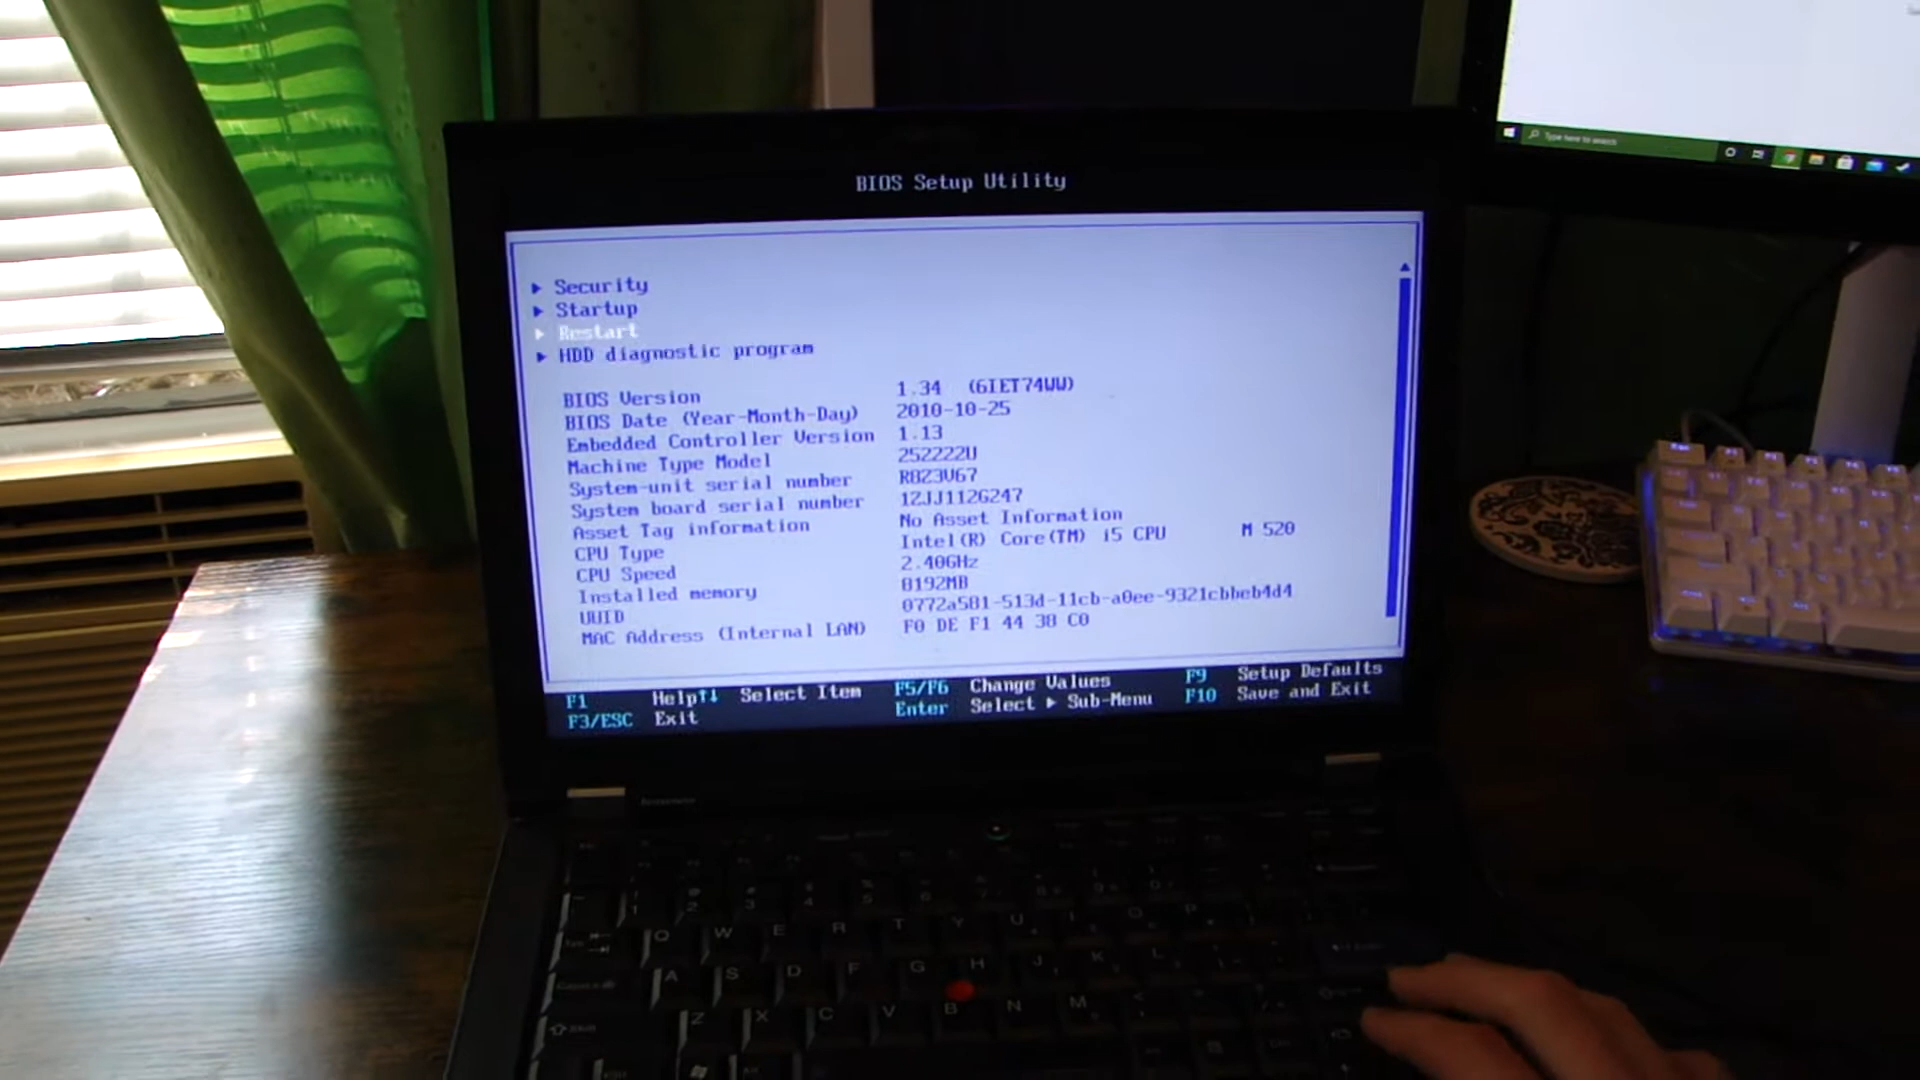 Type here to search
BIOS Setup Utility
Security
Startup
Restart
HDD diagnostic program
BIOS Version 1.34 (6IET74WW)
BIOS Date (Year-Month-Day) 2010-10-25
Embedded Controller Version 1.13
Machine Type Model 252222U
System-unit serial number R8Z3V67
System board serial number 1ZJJ112G247
Asset Tag information No Asset Information
CPU Type Intel(R) Core(TM) i5 CPU M 520
CPU Speed 2.40GHz
Installed memory 8192MB
UUID 0772a581-513d-11cb-a0ee-9321cbbeb4d4
MAC Address (Internal LAN) F0 DE F1 44 38 C0
F1 Help ↑↓ Select Item F5/F6 Change Values F9 Setup Defaults
F3/ESC Exit Enter Select ▸ Sub-Menu F10 Save and Exit
Q W E R T Y U I O P
A S D F G H J K L
Z X C V B N M